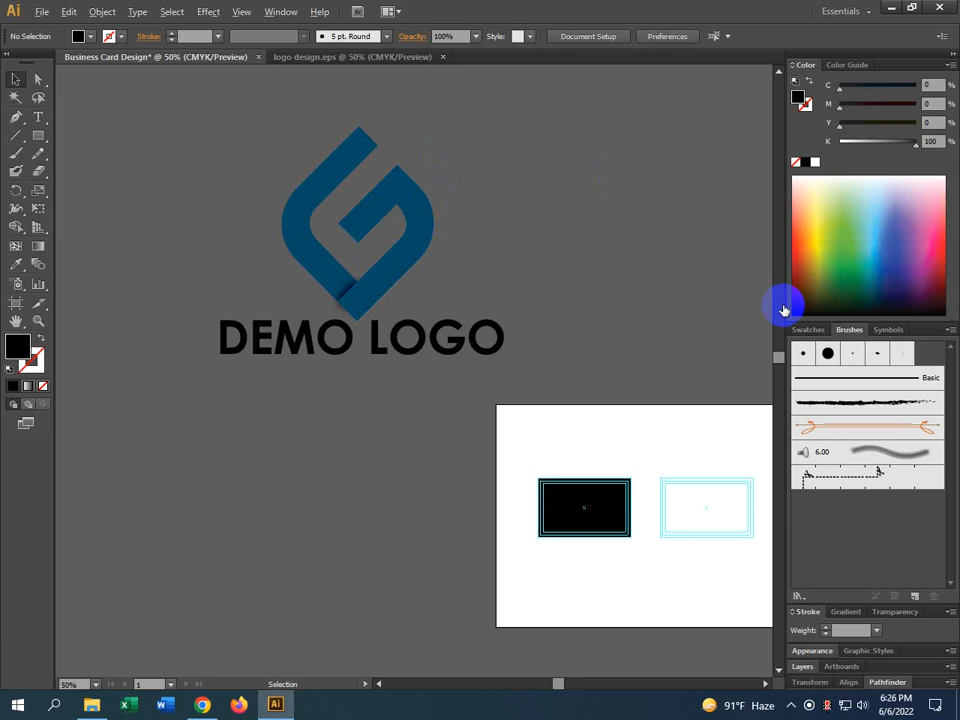 Ai File Edit Object Type Select Effect View Window Help Br Essentials
No Selection Stroke: 5 pt. Round Opacity: 100% Style: Document Setup Preferences
Business Card Design* @ 50% (CMYK/Preview) × logo design.eps @ 50% (CMYK/Preview) ×
Color Color Guide
C 0 %
M 0 %
Y 0 %
K 100 %
DEMO LOGO
Swatches Brushes Symbols
Basic
6.00
Stroke Gradient Transparency
Weight:
Appearance Graphic Styles
Layers Artboards
Transform Align Pathfinder
50% 1 Selection
Ai 91°F Haze 6:26 PM
6/6/2022